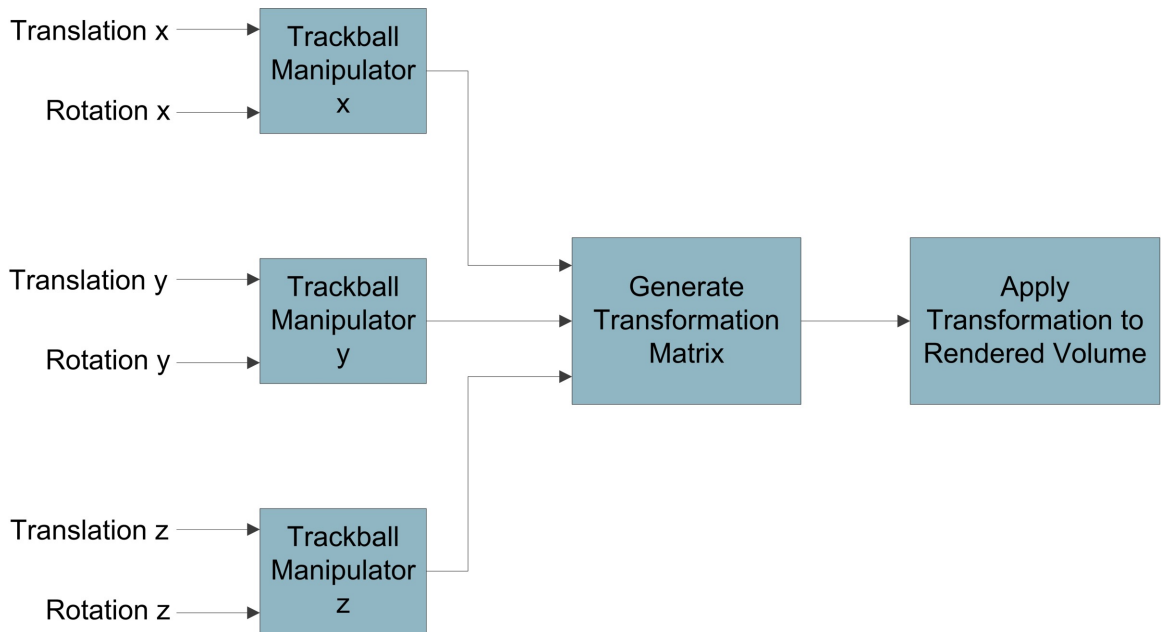 Translation x
Rotation x
Trackball
Manipulator
x
Translation y
Rotation y
Trackball
Manipulator
y
Translation z
Rotation z
Trackball
Manipulator
z
Generate
Transformation
Matrix
Apply
Transformation to
Rendered Volume